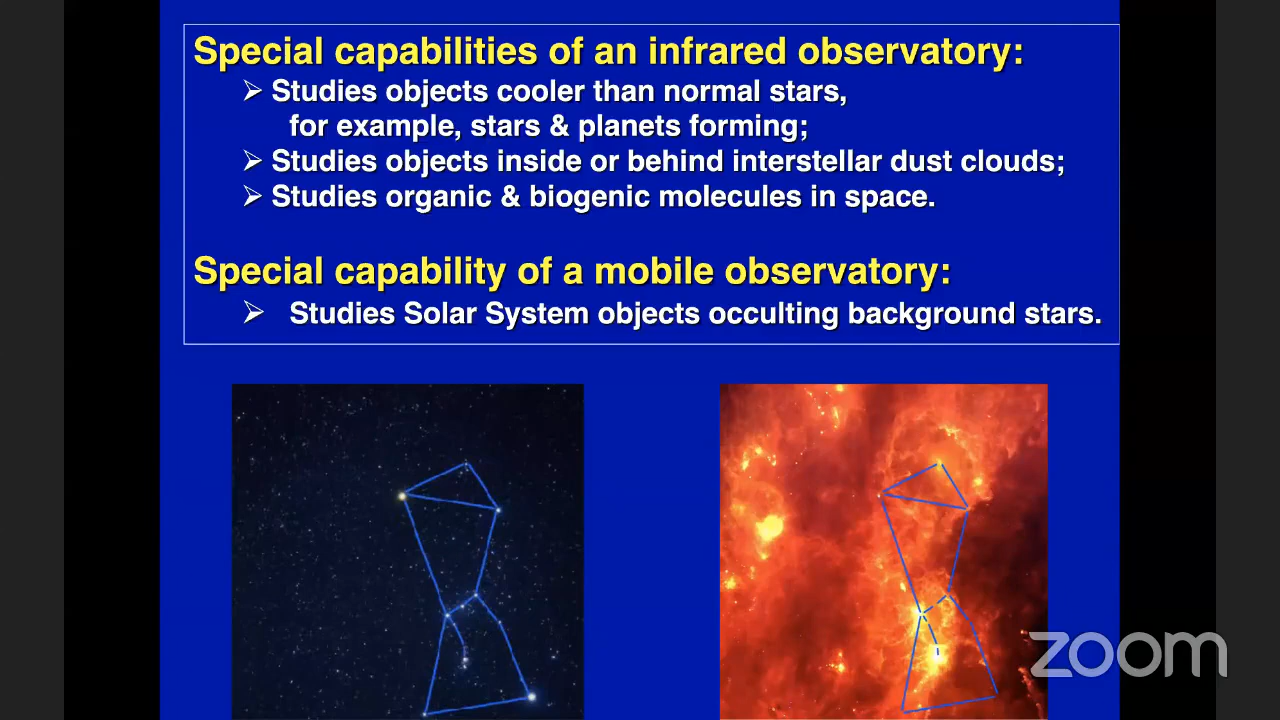 Special capabilities of an infrared observatory:
➢ Studies objects cooler than normal stars,
for example, stars & planets forming;
➢ Studies objects inside or behind interstellar dust clouds;
➢ Studies organic & biogenic molecules in space.
Special capability of a mobile observatory:
➢ Studies Solar System objects occulting background stars.
zoom